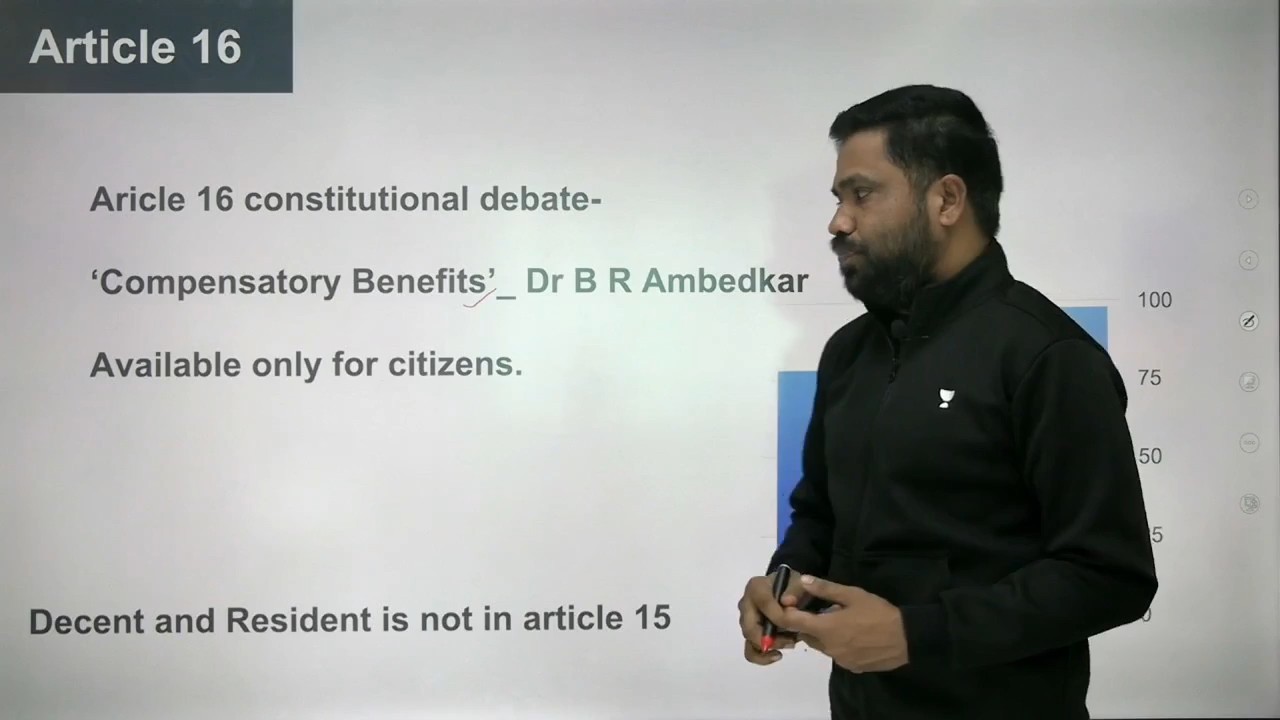 Article 16
Aricle 16 constitutional debate-
‘Compensatory Benefits’_ Dr B R Ambedkar
Available only for citizens.
100
75
50
Decent and Resident is not in article 15